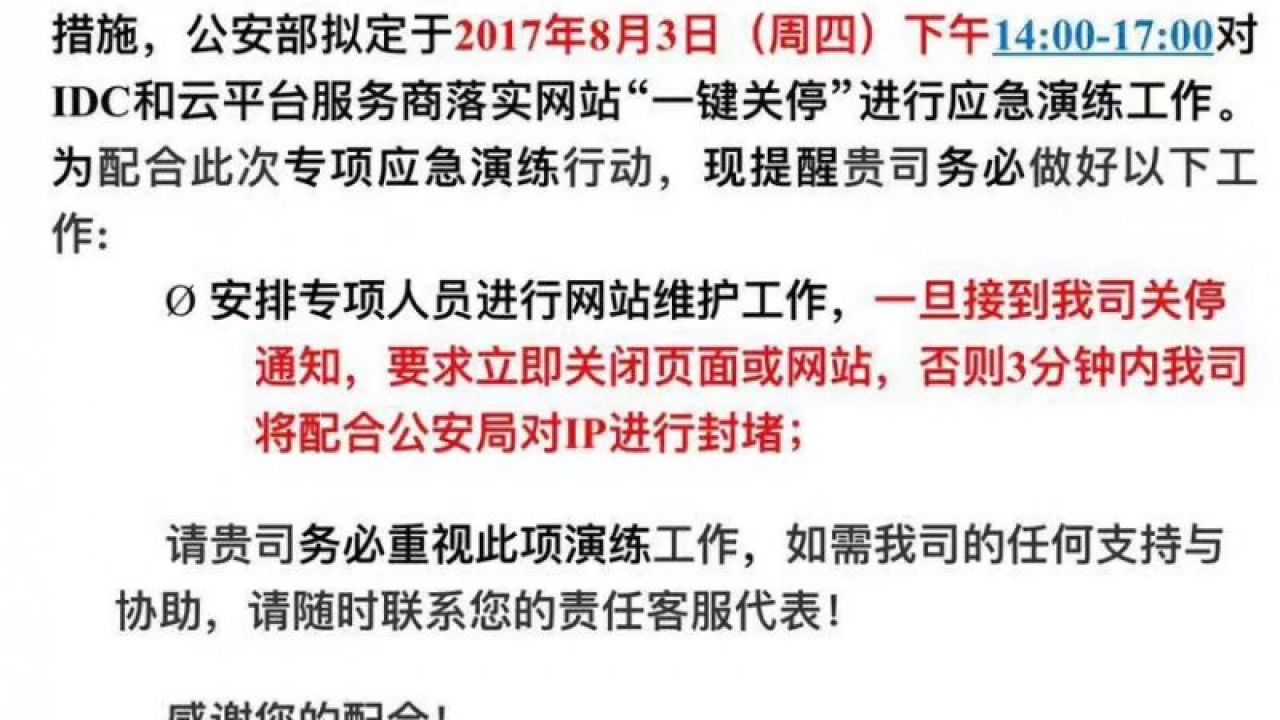 措施，公安部拟定于2017年8月3日（周四）下午14:00-17:00对
IDC和云平台服务商落实网站“一键关停”进行应急演练工作。
为配合此次专项应急演练行动，现提醒贵司务必做好以下工
作:
Ø 安排专项人员进行网站维护工作，一旦接到我司关停
通知，要求立即关闭页面或网站，否则3分钟内我司
将配合公安局对IP进行封堵；
请贵司务必重视此项演练工作，如需我司的任何支持与
协助，请随时联系您的责任客服代表！
感谢您的配合！